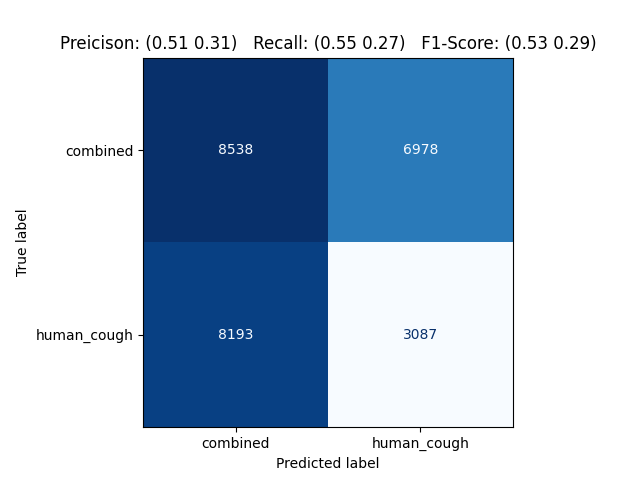 Preicison: (0.51 0.31)   Recall: (0.55 0.27)   F1-Score: (0.53 0.29)
combined
8538
6978
True label
human_cough
8193
3087
combined
human_cough
Predicted label